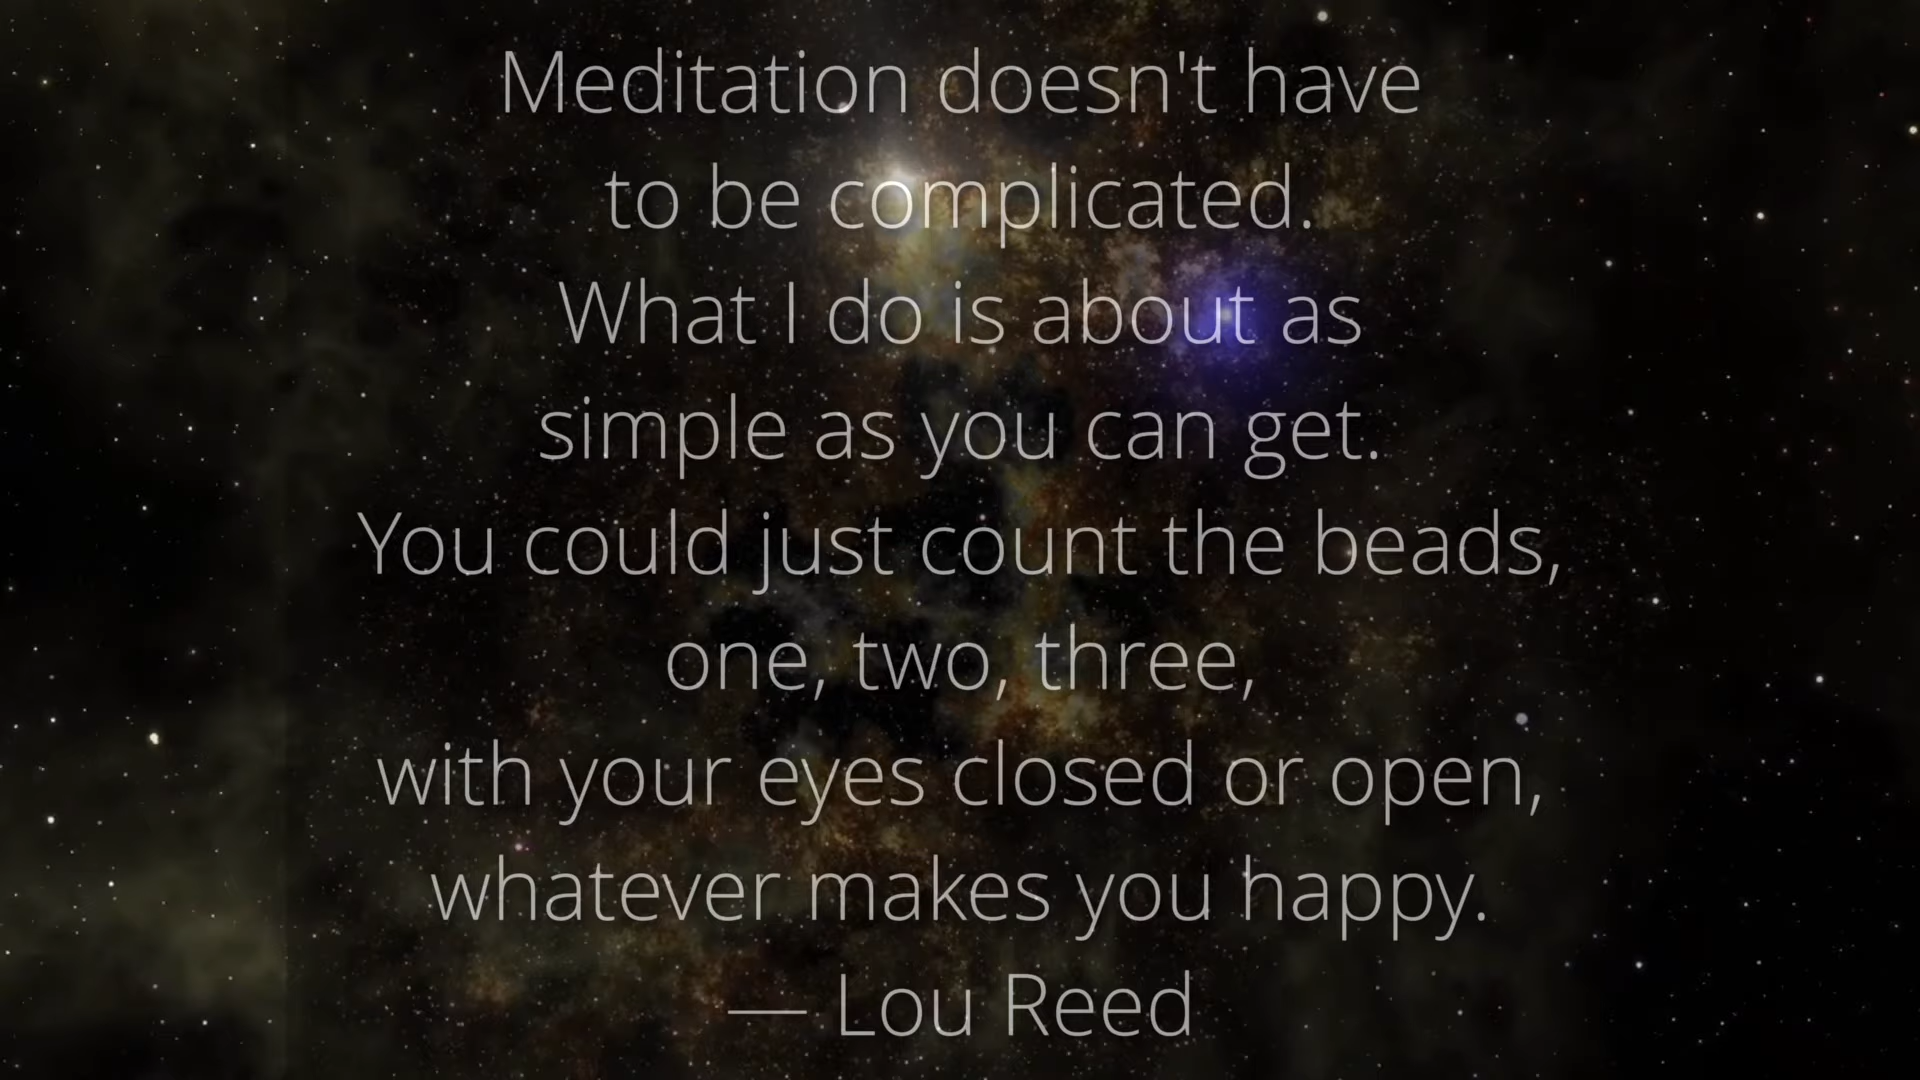 Meditation doesn't have
to be complicated.
What I do is about as
simple as you can get.
You could just count the beads,
one, two, three,
with your eyes closed or open,
whatever makes you happy.
— Lou Reed